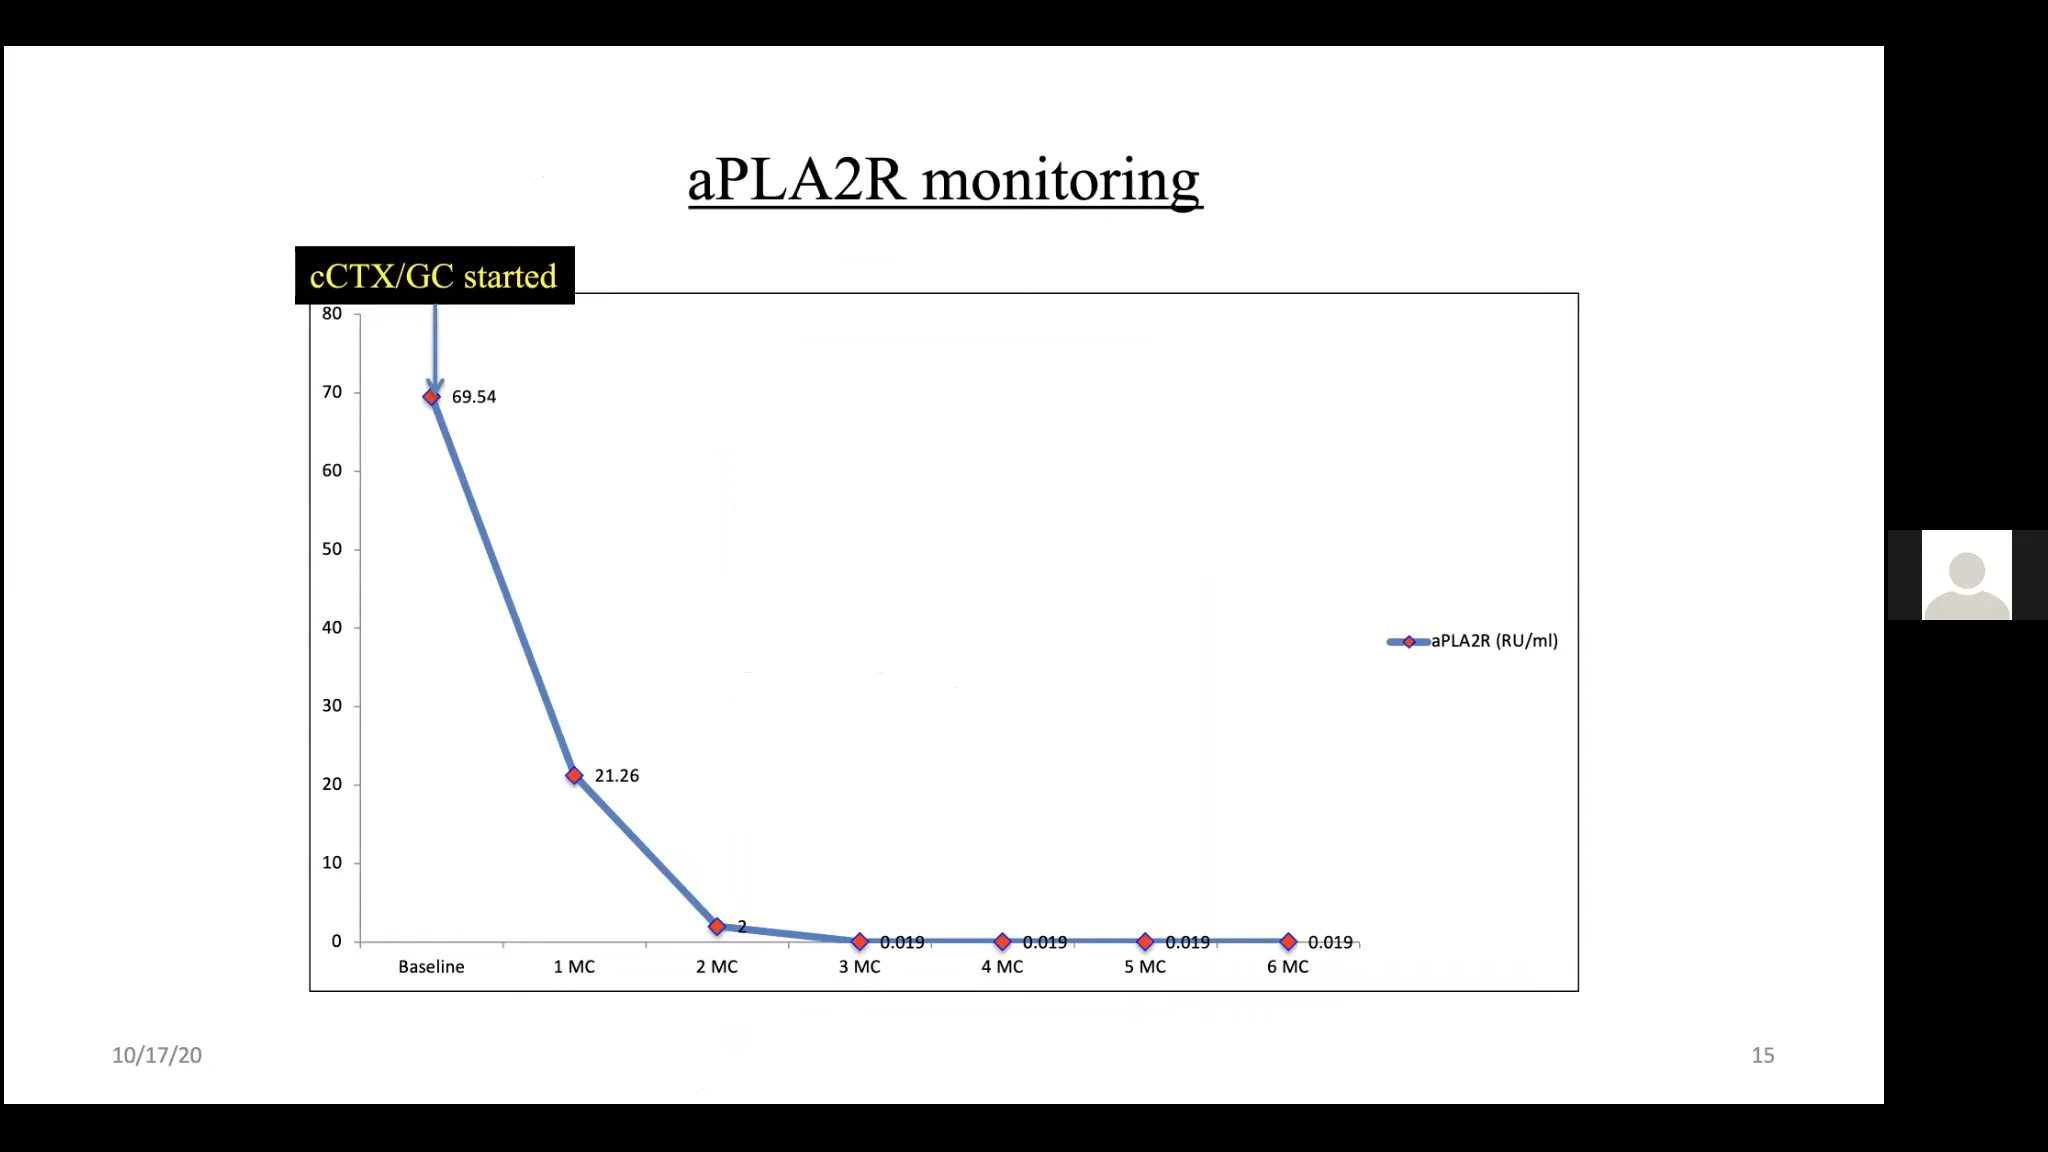 aPLA2R monitoring
cCTX/GC started
80
70
60
50
40
30
20
10
0
69.54
21.26
2
0.019
0.019
0.019
0.019
Baseline
1 MC
2 MC
3 MC
4 MC
5 MC
6 MC
aPLA2R (RU/ml)
10/17/20
15